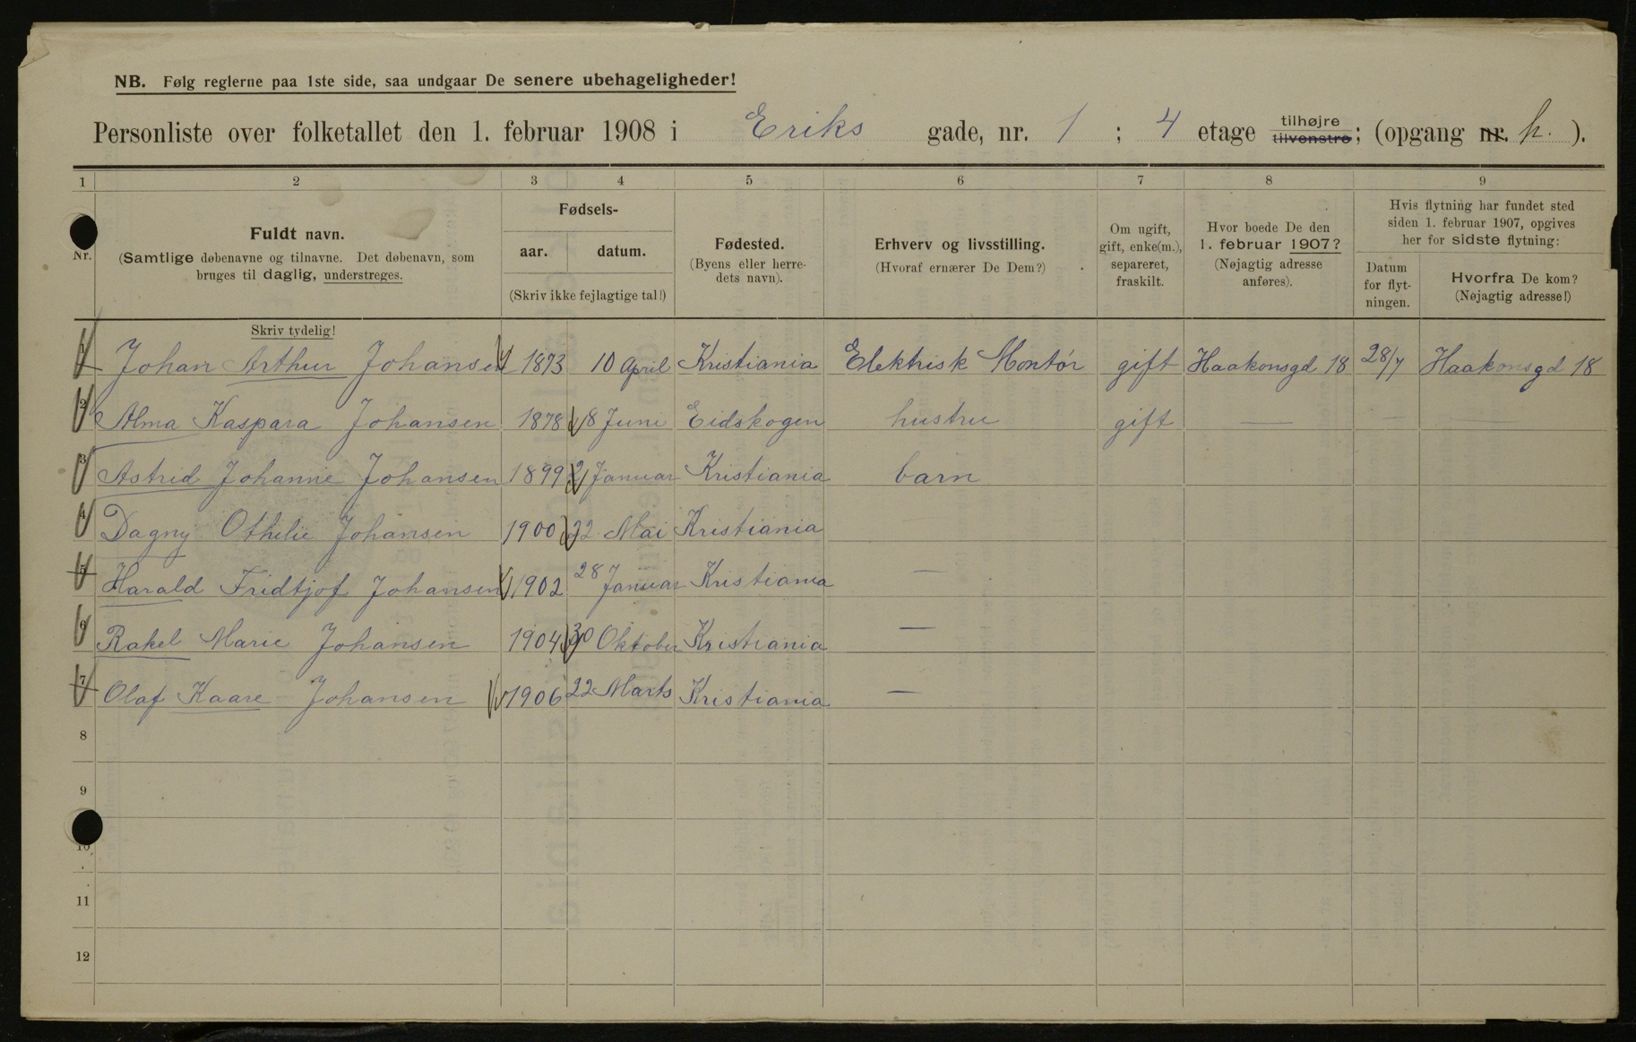 NB. Følg reglerne paa 1ste side, saa undgaar De senere ubehageligheder!
Personliste over folketallet den 1. februar 1908 i Eriks gade, nr. 1 ; 4 etage tilhøjre tilvenstre; (opgang nr. h. ).
1 2 3 4 5 6 7 8 9
Nr.
Fuldt navn.
(Samtlige døbenavne og tilnavne. Det døbenavn, som
bruges til daglig, understreges.
Skriv tydelig!
Fødsels-
aar. datum.
(Skriv ikke fejlagtige tal!)
Fødested.
(Byens eller herre-
dets navn).
Erhverv og livsstilling.
(Hvoraf ernærer De Dem?)
Om ugift,
gift, enke(m.),
separeret,
fraskilt.
Hvor boede De den
1. februar 1907?
(Nøjagtig adresse
anføres).
Hvis flytning har fundet sted
siden 1. februar 1907, opgives
her for sidste flytning:
Datum
for flyt-
ningen.
Hvorfra De kom?
(Nøjagtig adresse!)
1 Johan Arthur Johansen 1873 10 April Kristiania Elektrisk Montør gift Haakonsgd 18 28/7 Haakonsgd 18
2 Alma Kaspara Johansen 1878 8 Juni Eidskogen hustru gift — — —
3 Astrid Johanne Johansen 1899 21 Januar Kristiania barn
4 Dagny Othilie Johansen 1900 22 Mai Kristiania
5 Harald Fridtjof Johansen 1902 28 Januar Kristiania —
6 Rakel Marie Johansen 1904 30 Oktober Kristiania —
7 Olaf Kaare Johansen 1906 22 Marts Kristiania —
8
9
10
11
12